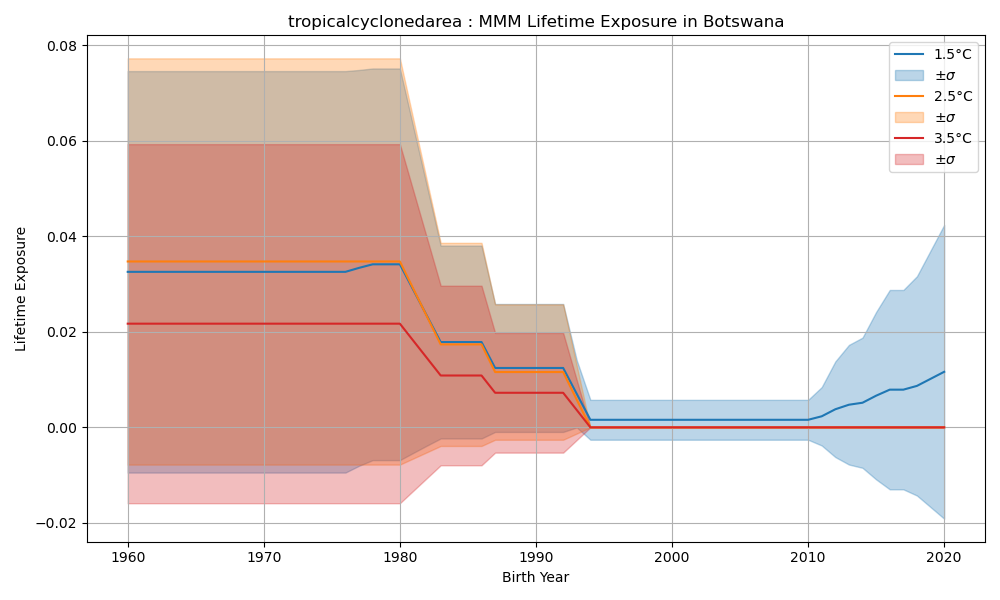 tropicalcyclonedarea : MMM Lifetime Exposure in Botswana
0.08
0.06
0.04
0.02
0.00
−0.02
Lifetime Exposure
1960
1970
1980
1990
2000
2010
2020
Birth Year
1.5°C
±σ
2.5°C
±σ
3.5°C
±σ